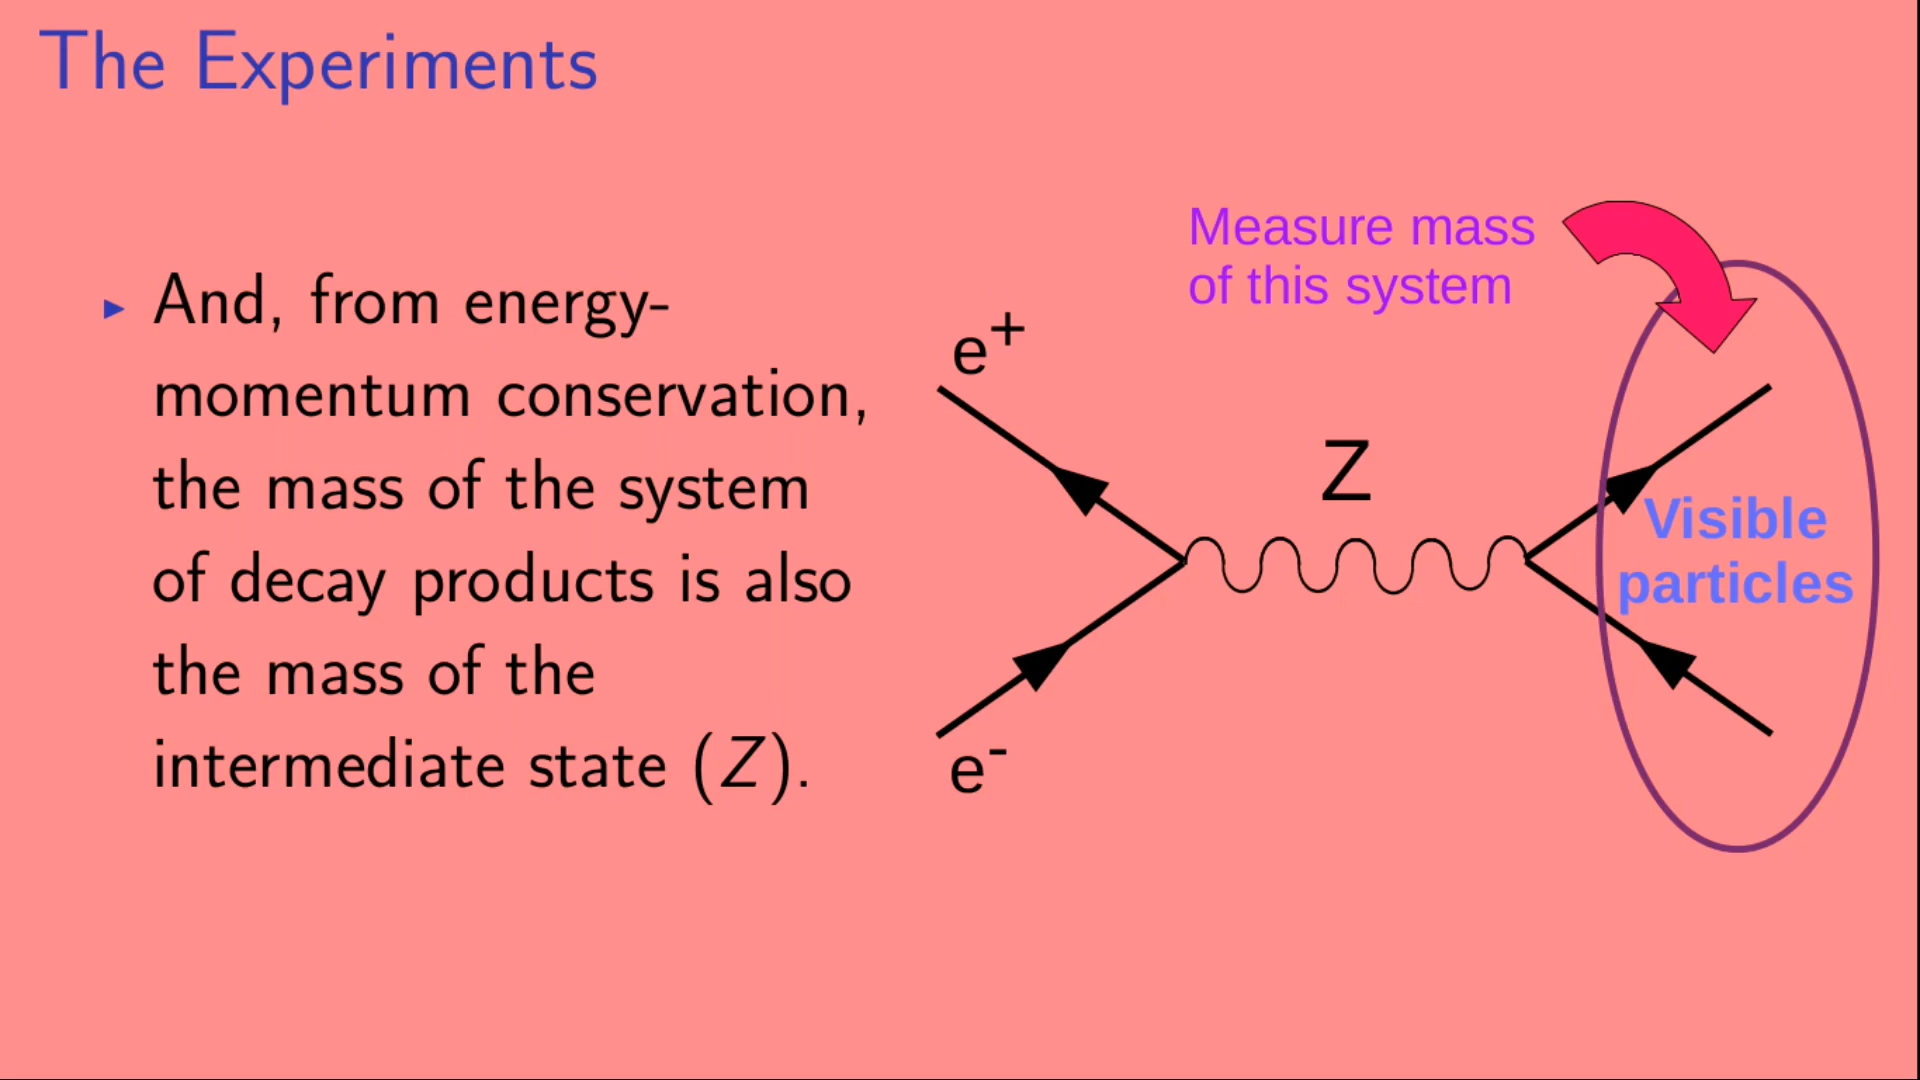 The Experiments
▸ And, from energy-
momentum conservation,
the mass of the system
of decay products is also
the mass of the
intermediate state (Z).
Measure mass
of this system
e⁺
Z
Visible
particles
e⁻